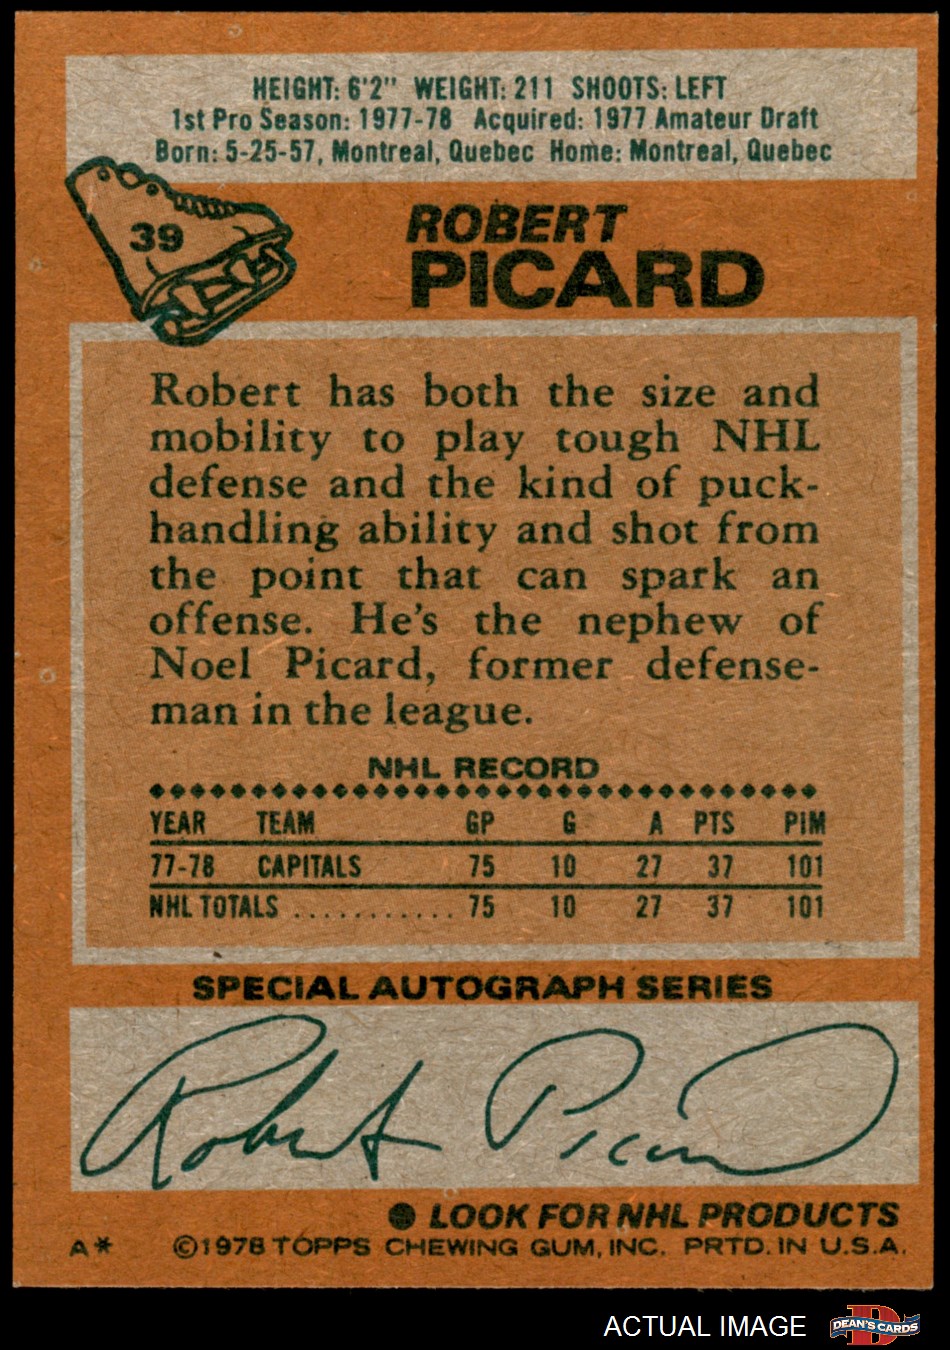 HEIGHT: 6'2" WEIGHT: 211 SHOOTS: LEFT
1st Pro Season: 1977-78 Acquired: 1977 Amateur Draft
Born: 5-25-57, Montreal, Quebec Home: Montreal, Quebec
39
ROBERT
PICARD
Robert has both the size and
mobility to play tough NHL
defense and the kind of puck-
handling ability and shot from
the point that can spark an
offense. He's the nephew of
Noel Picard, former defense-
man in the league.
NHL RECORD
YEAR TEAM GP G A PTS PIM
77-78 CAPITALS 75 10 27 37 101
NHL TOTALS ............ 75 10 27 37 101
SPECIAL AUTOGRAPH SERIES
Robert Picard
● LOOK FOR NHL PRODUCTS
A* ©1978 TOPPS CHEWING GUM, INC. PRTD. IN U.S.A.
ACTUAL IMAGE DEAN'S CARDS